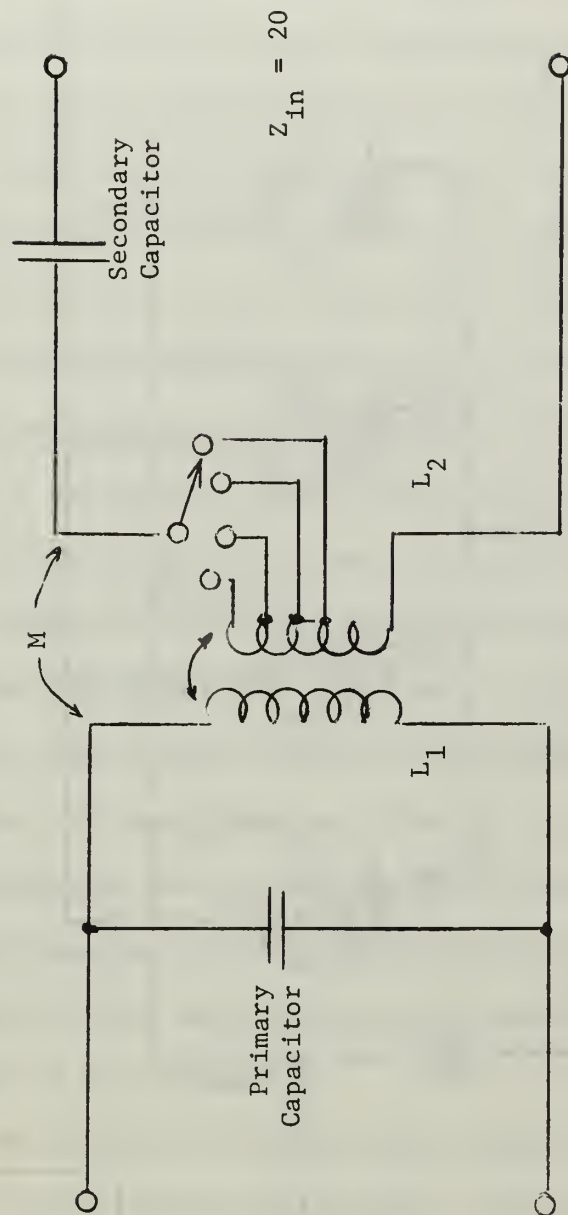 M
Secondary
Capacitor
Z_in = 20
Primary
Capacitor
L_1
L_2